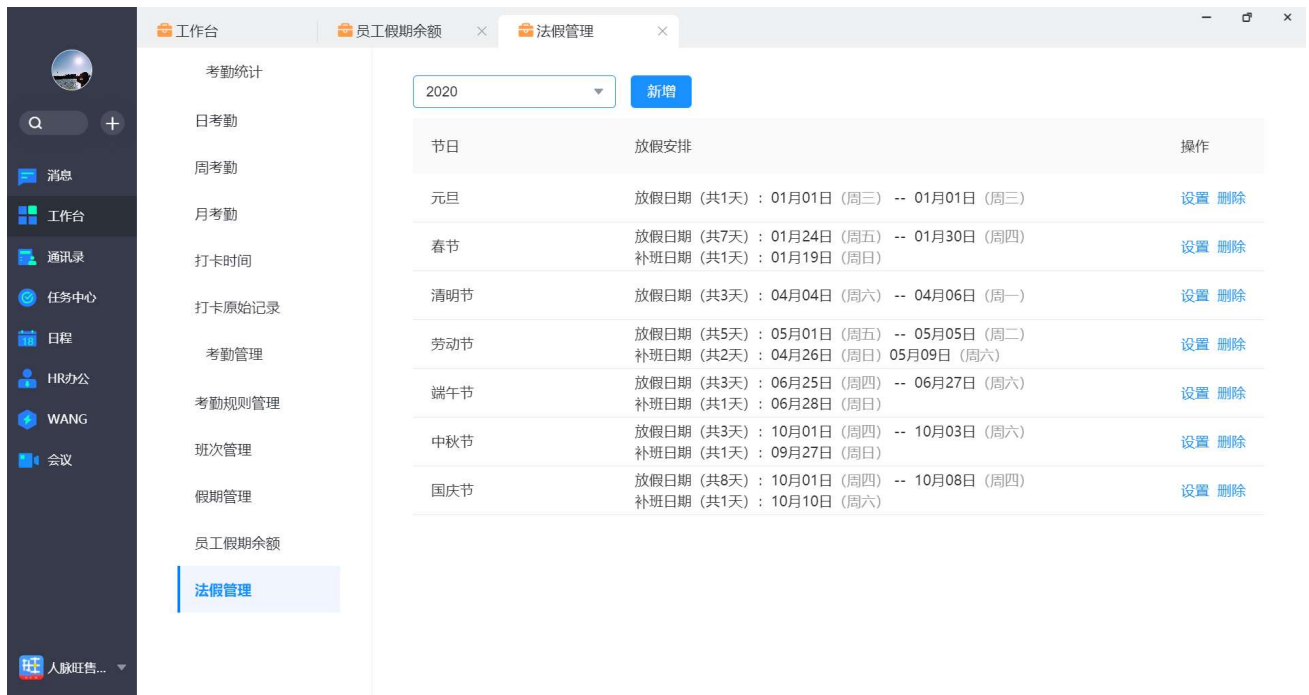 工作台
员工假期余额
法假管理
消息
工作台
通讯录
任务中心
18
日程
HR办公
WANG
会议
旺
人脉旺售...
考勤统计
日考勤
周考勤
月考勤
打卡时间
打卡原始记录
考勤管理
考勤规则管理
班次管理
假期管理
员工假期余额
法假管理
2020 新增
节日 放假安排 操作
元旦 放假日期（共1天）：01月01日（周三） -- 01月01日（周三） 设置 删除
春节 放假日期（共7天）：01月24日（周五） -- 01月30日（周四）
补班日期（共1天）：01月19日（周日） 设置 删除
清明节 放假日期（共3天）：04月04日（周六） -- 04月06日（周一） 设置 删除
劳动节 放假日期（共5天）：05月01日（周五） -- 05月05日（周二）
补班日期（共2天）：04月26日（周日）05月09日（周六） 设置 删除
端午节 放假日期（共3天）：06月25日（周四） -- 06月27日（周六）
补班日期（共1天）：06月28日（周日） 设置 删除
中秋节 放假日期（共3天）：10月01日（周四） -- 10月03日（周六）
补班日期（共1天）：09月27日（周日） 设置 删除
国庆节 放假日期（共8天）：10月01日（周四） -- 10月08日（周四）
补班日期（共1天）：10月10日（周六） 设置 删除